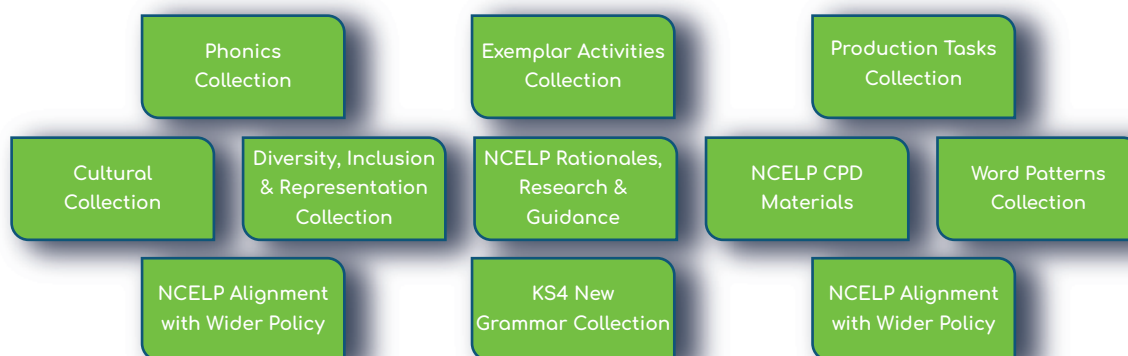 Phonics
Collection
Exemplar Activities
Collection
Production Tasks
Collection
Cultural
Collection
Diversity, Inclusion
& Representation
Collection
NCELP Rationales,
Research &
Guidance
NCELP CPD
Materials
Word Patterns
Collection
NCELP Alignment
with Wider Policy
KS4 New
Grammar Collection
NCELP Alignment
with Wider Policy